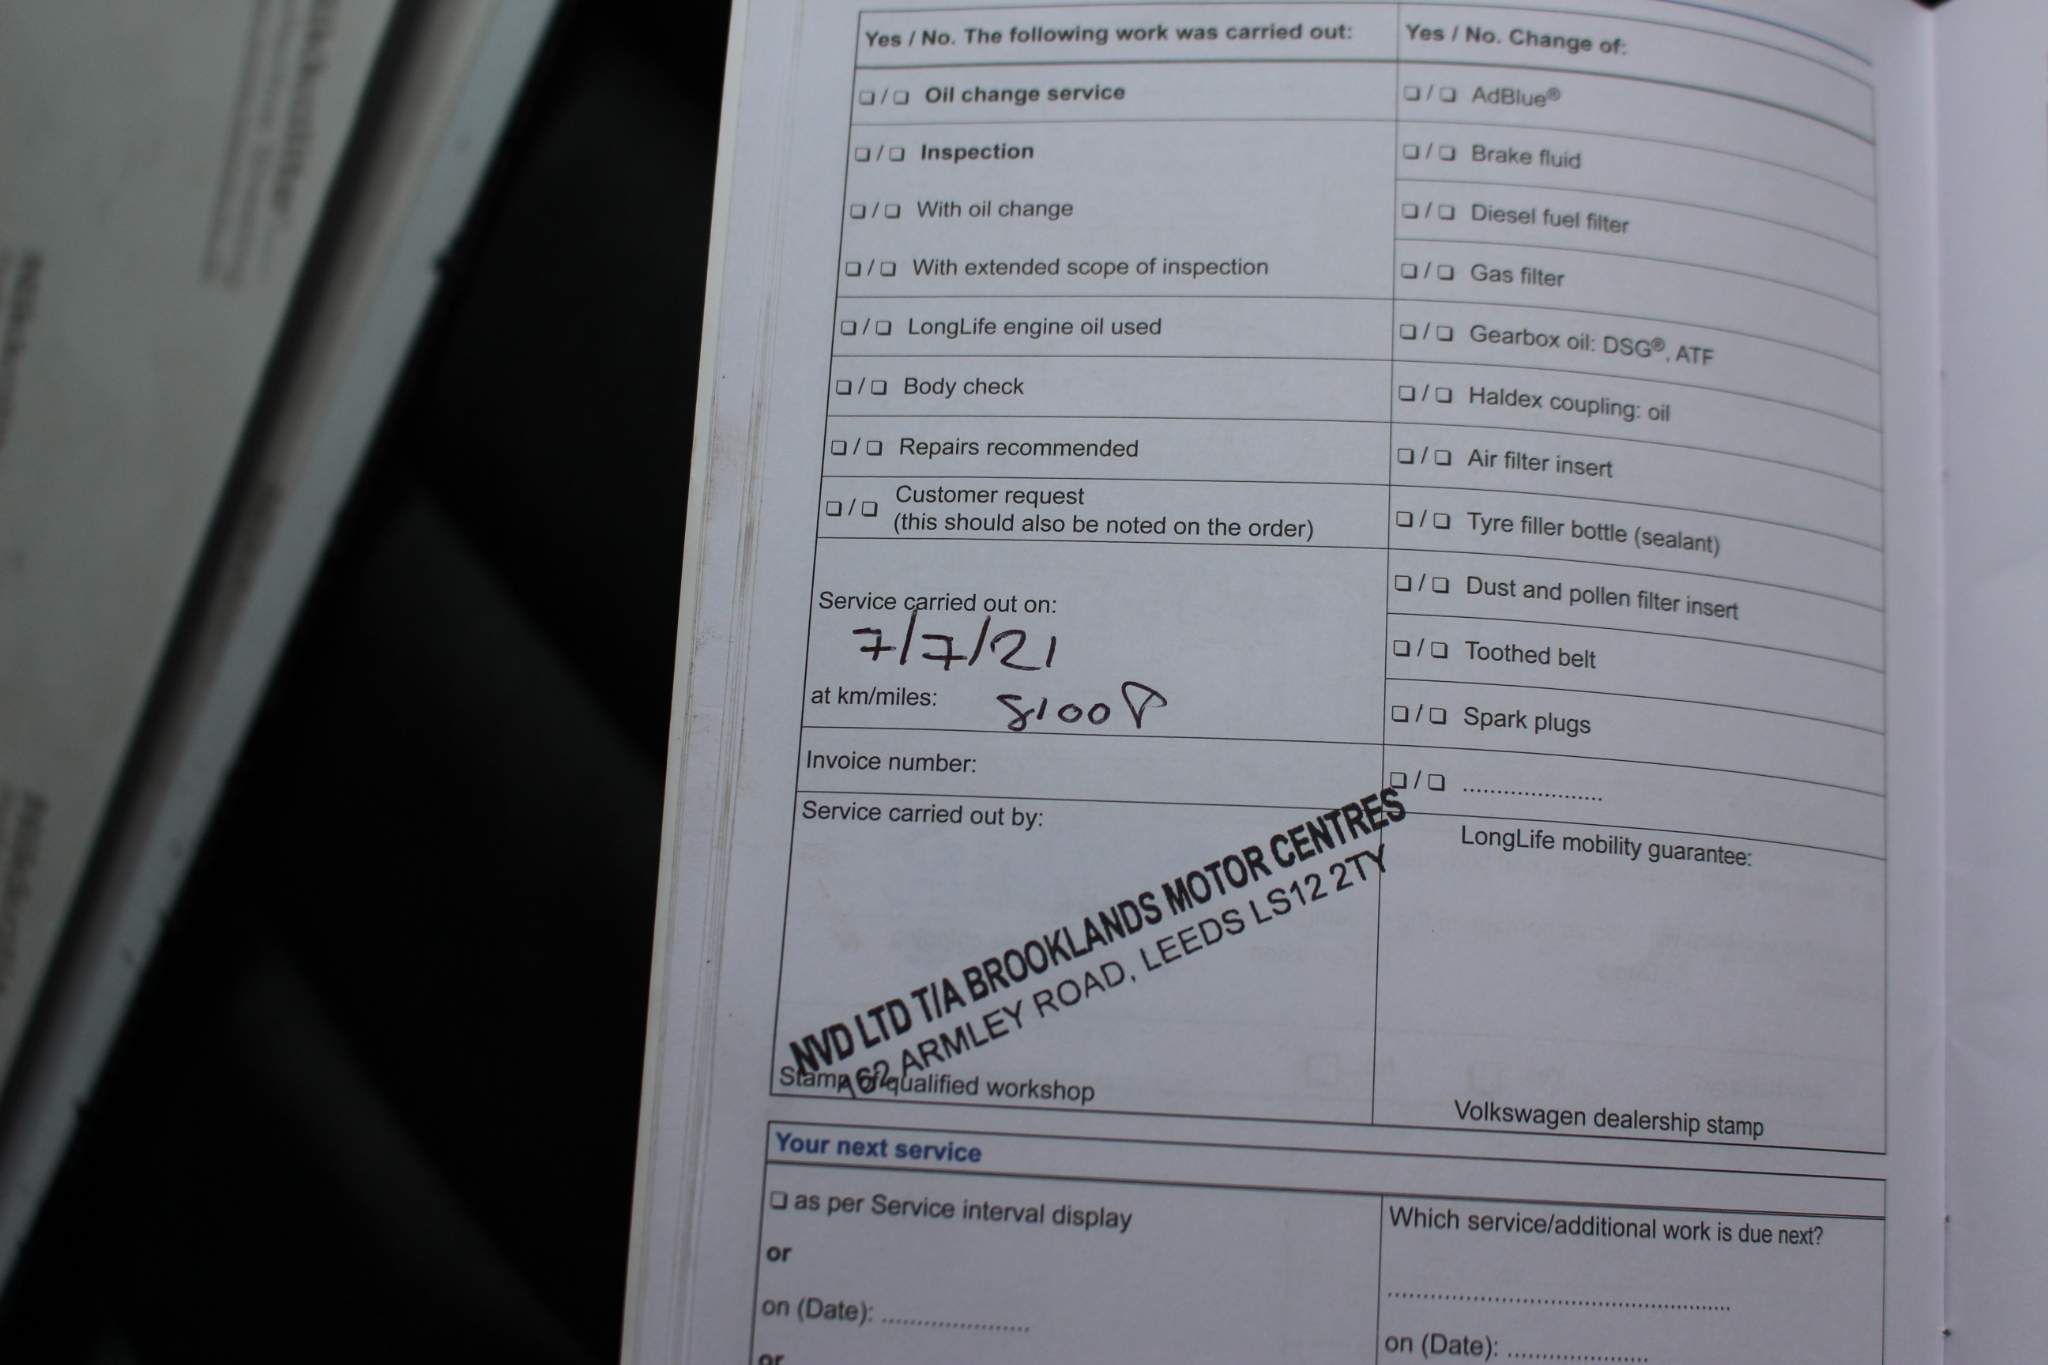 Yes / No. The following work was carried out:
❏ / ❏ Oil change service
❏ / ❏ Inspection
❏ / ❏ With oil change
❏ / ❏ With extended scope of inspection
❏ / ❏ LongLife engine oil used
❏ / ❏ Body check
❏ / ❏ Repairs recommended
❏ / ❏ Customer request
(this should also be noted on the order)
Service carried out on:
7/7/21
at km/miles:
Invoice number:
Service carried out by:
NVD LTD T/A BROOKLANDS MOTOR CENTRES
162 ARMLEY ROAD, LEEDS LS12 2TY
Stamp of qualified workshop
Yes / No. Change of:
❏ / ❏ AdBlue®
❏ / ❏ Brake fluid
❏ / ❏ Diesel fuel filter
❏ / ❏ Gas filter
❏ / ❏ Gearbox oil: DSG®, ATF
❏ / ❏ Haldex coupling: oil
❏ / ❏ Air filter insert
❏ / ❏ Tyre filler bottle (sealant)
❏ / ❏ Dust and pollen filter insert
❏ / ❏ Toothed belt
❏ / ❏ Spark plugs
❏ / ❏ .....................
LongLife mobility guarantee:
Volkswagen dealership stamp
Your next service
❏ as per Service interval display
or
on (Date): ......................
or
Which service/additional work is due next?
...................................................
on (Date): .....................